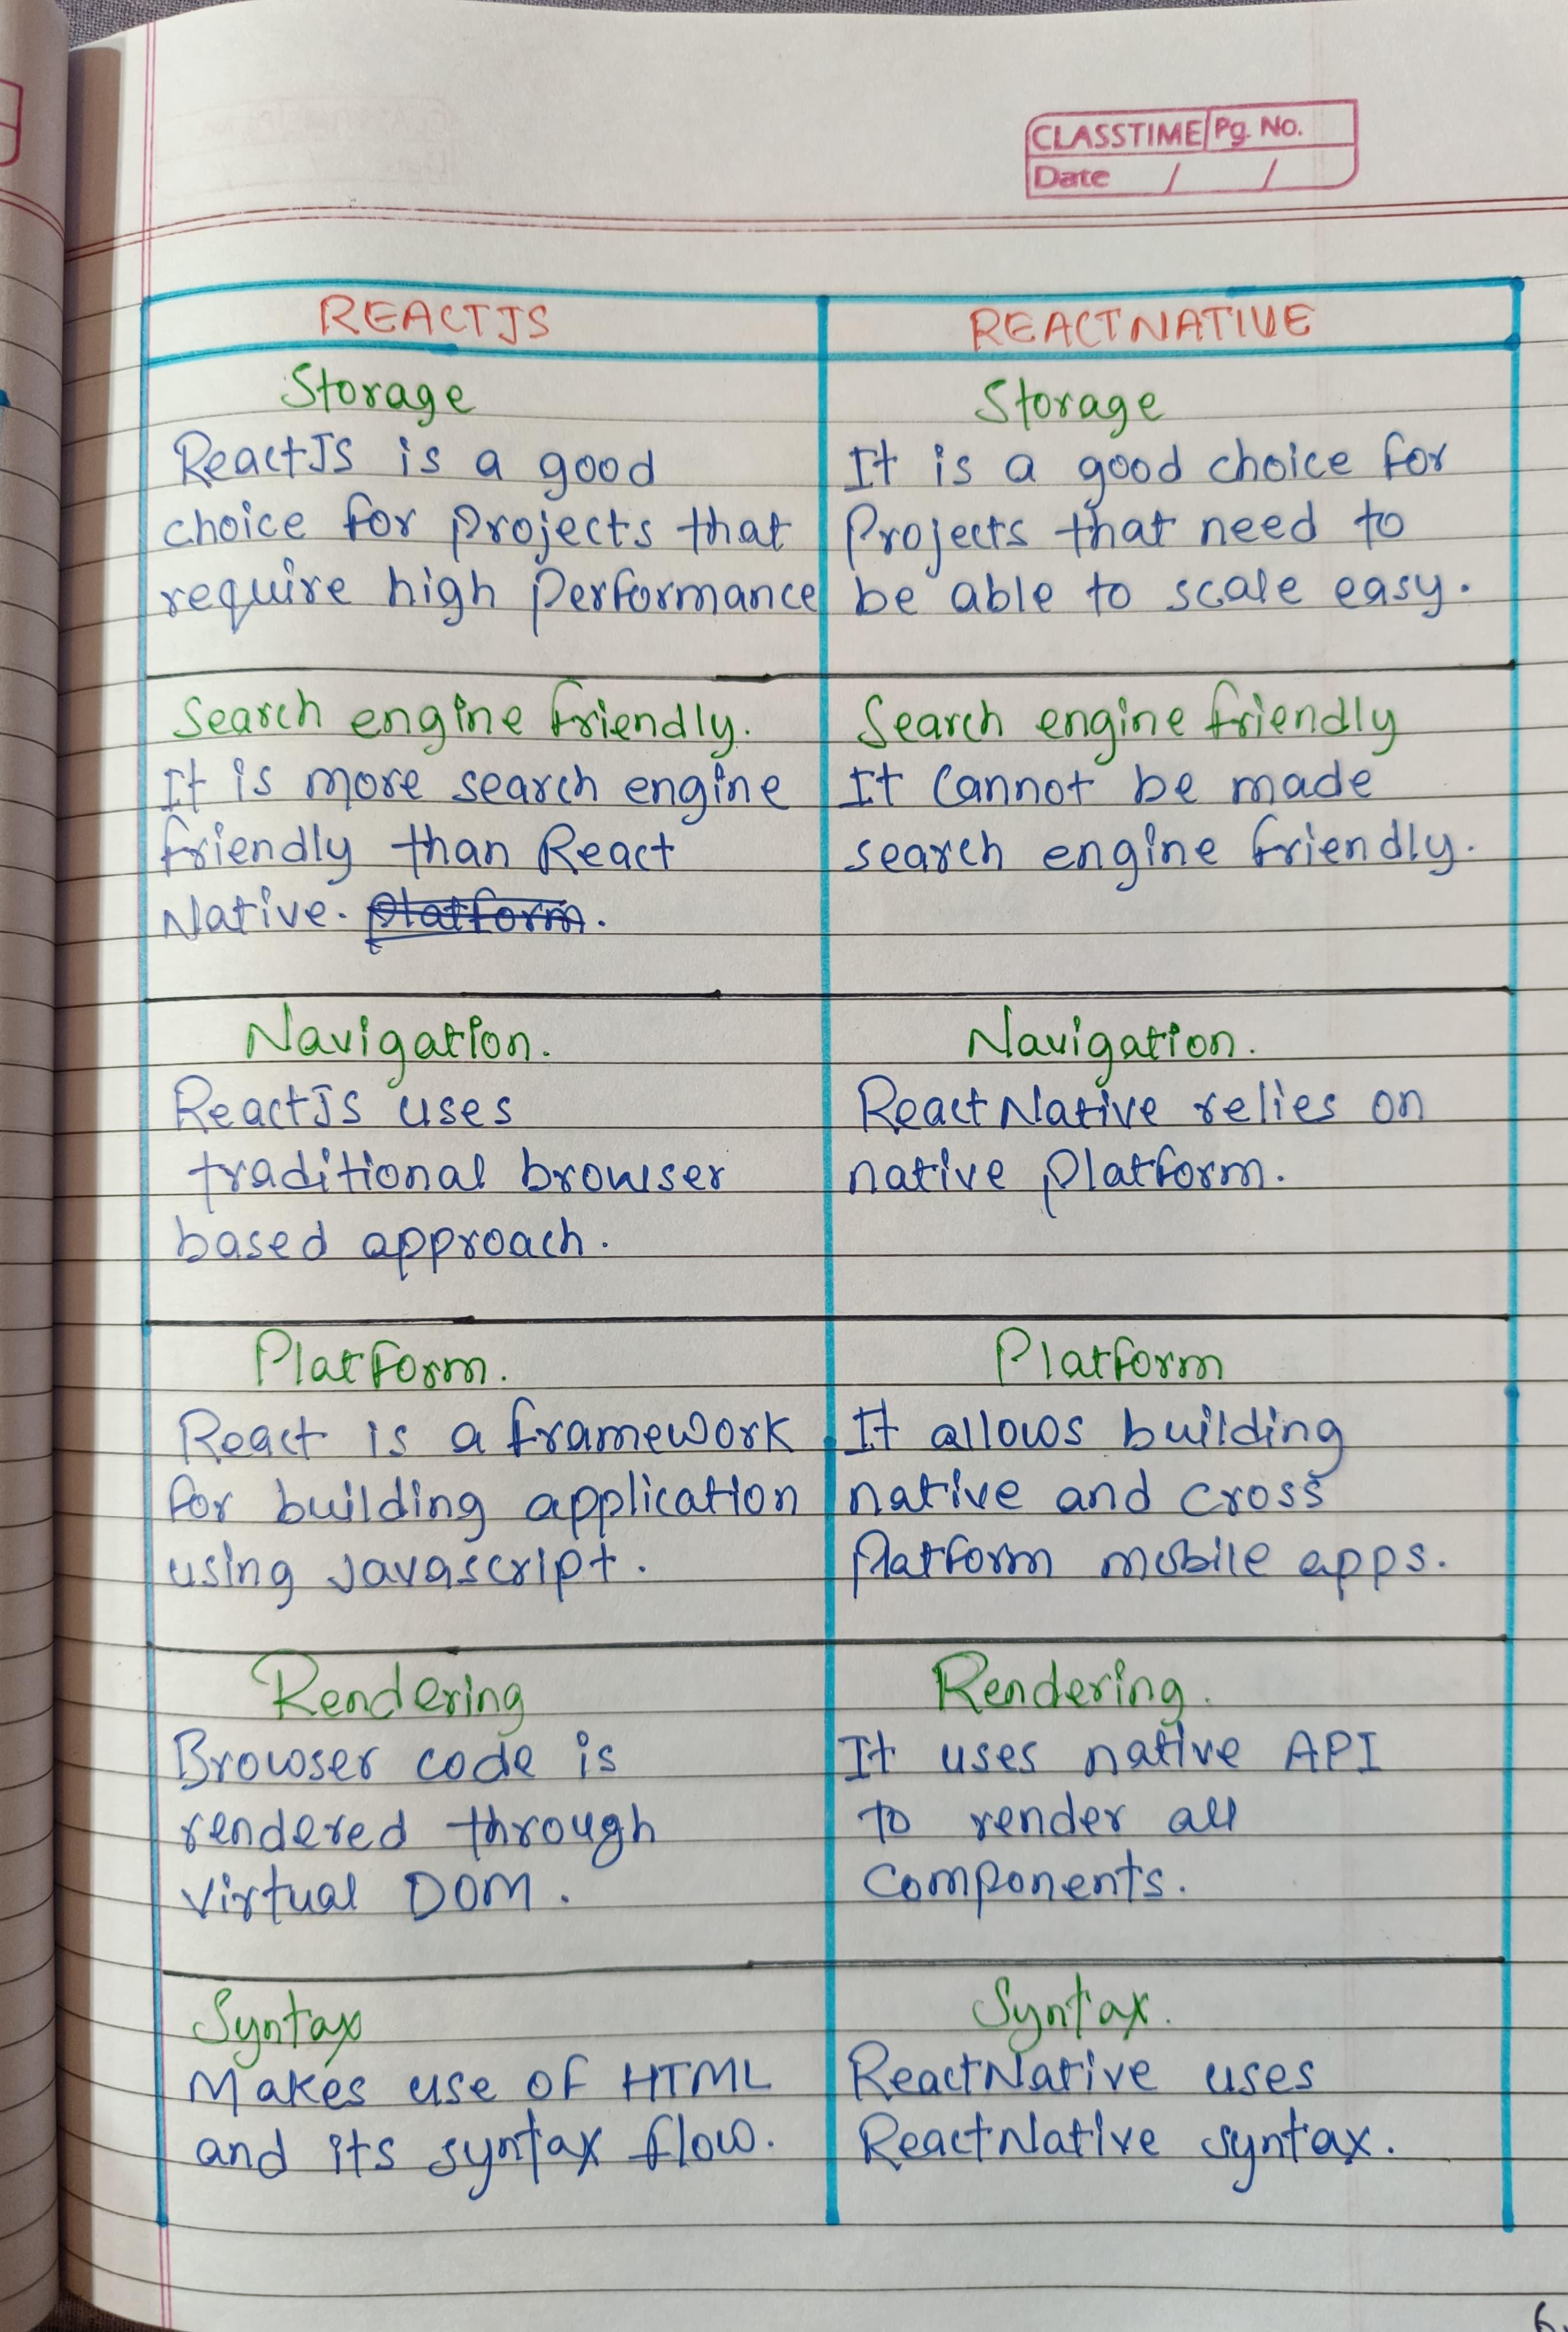 CLASSTIME Pg. No.
Date / /
REACTJS
REACTNATIVE
Storage
ReactJS is a good
choice for projects that
require high Performance
Storage
It is a good choice for
Projects that need to
be able to scale easy.
Search engine friendly.
It is more search engine
friendly than React
Native. platform.
Search engine friendly
It Cannot be made
search engine friendly.
Navigation.
ReactJs uses
traditional browser
based approach.
Navigation.
ReactNative relies on
native Platform.
Platform.
React is a framework
for building application
using Javascript.
Platform
It allows building
native and cross
Platform mobile apps.
Rendering
Browser code is
rendered through
Virtual DOM.
Rendering.
It uses native API
to render all
Components.
Syntax
Makes use of HTML
and its syntax flow.
Syntax.
ReactNative uses
ReactNative syntax.